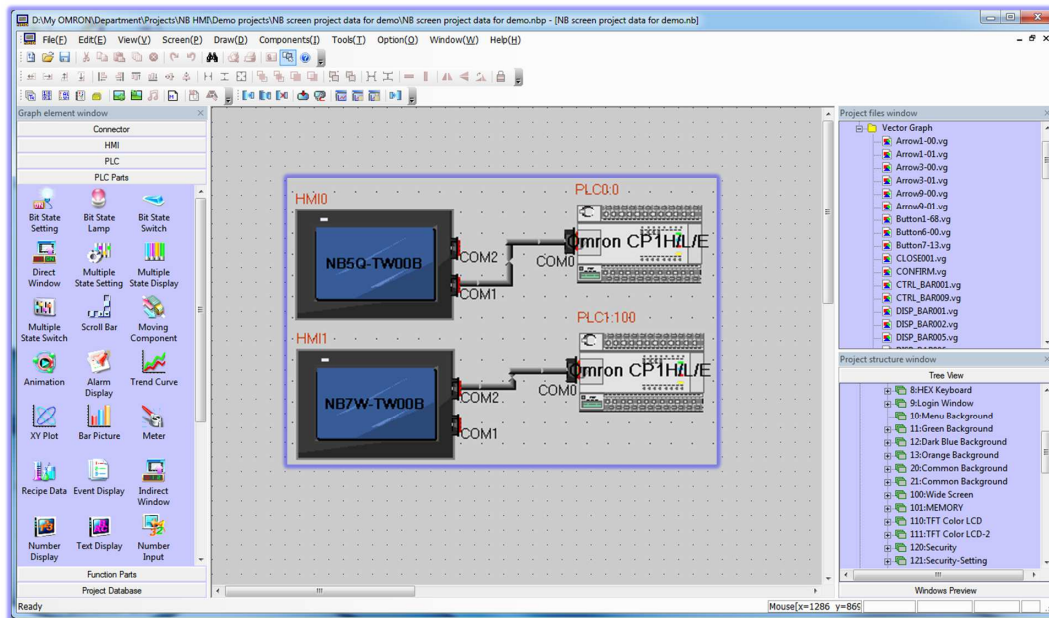 D:\My OMRON\Department\Projects\NB HMI\Demo projects\NB screen project data for demo\NB screen project data for demo.nbp - [NB screen project data for demo.nb]
File(F) Edit(E) View(V) Screen(P) Draw(D) Components(J) Tools(T) Option(O) Window(W) Help(H)
Graph element window
Connector
HMI
PLC
PLC Parts
Bit State Setting
Bit State Lamp
Bit State Switch
Direct Window
Multiple State Setting
Multiple State Display
Multiple State Switch
Scroll Bar
Moving Component
Animation
Alarm Display
Trend Curve
XY Plot
Bar Picture
Meter
Recipe Data
Event Display
Indirect Window
Number Display
Text Display
Number Input
Function Parts
Project Database
HMI0
NB5Q-TW00B
COM2
COM1
PLC0:0
COM0
Omron CP1H/L/E
HMI1
NB7W-TW00B
COM2
COM1
PLC1:100
COM0
Omron CP1H/L/E
Project files window
Vector Graph
Arrow1-00.vg
Arrow1-01.vg
Arrow3-00.vg
Arrow3-01.vg
Arrow9-00.vg
Arrow9-01.vg
Button1-68.vg
Button6-00.vg
Button7-13.vg
CLOSE001.vg
CONFIRM.vg
CTRL_BAR001.vg
CTRL_BAR009.vg
DISP_BAR001.vg
DISP_BAR002.vg
DISP_BAR005.vg
Project structure window
Tree View
8:HEX Keyboard
9:Login Window
10:Menu Background
11:Green Background
12:Dark Blue Background
13:Orange Background
20:Common Background
21:Common Background
100:Wide Screen
101:MEMORY
110:TFT Color LCD
111:TFT Color LCD-2
120:Security
121:Security-Setting
Windows Preview
Ready
Mouse[x=1286 y=869